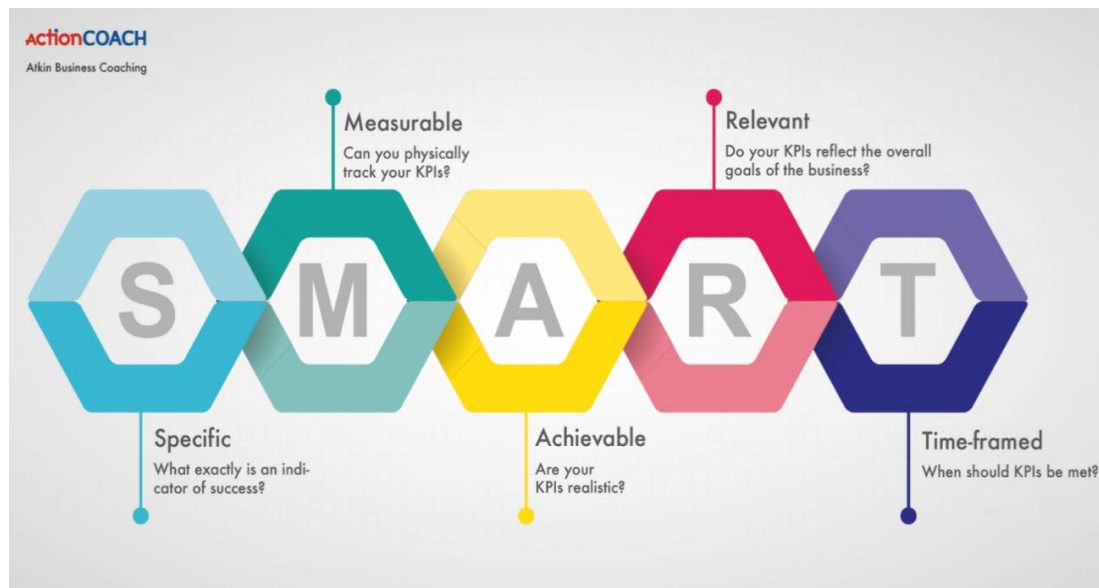 ActionCOACH
Atkin Business Coaching
Measurable
Can you physically
track your KPIs?
Relevant
Do your KPIs reflect the overall
goals of the business?
S M A R T
Specific
What exactly is an indi-
cator of success?
Achievable
Are your
KPIs realistic?
Time-framed
When should KPIs be met?